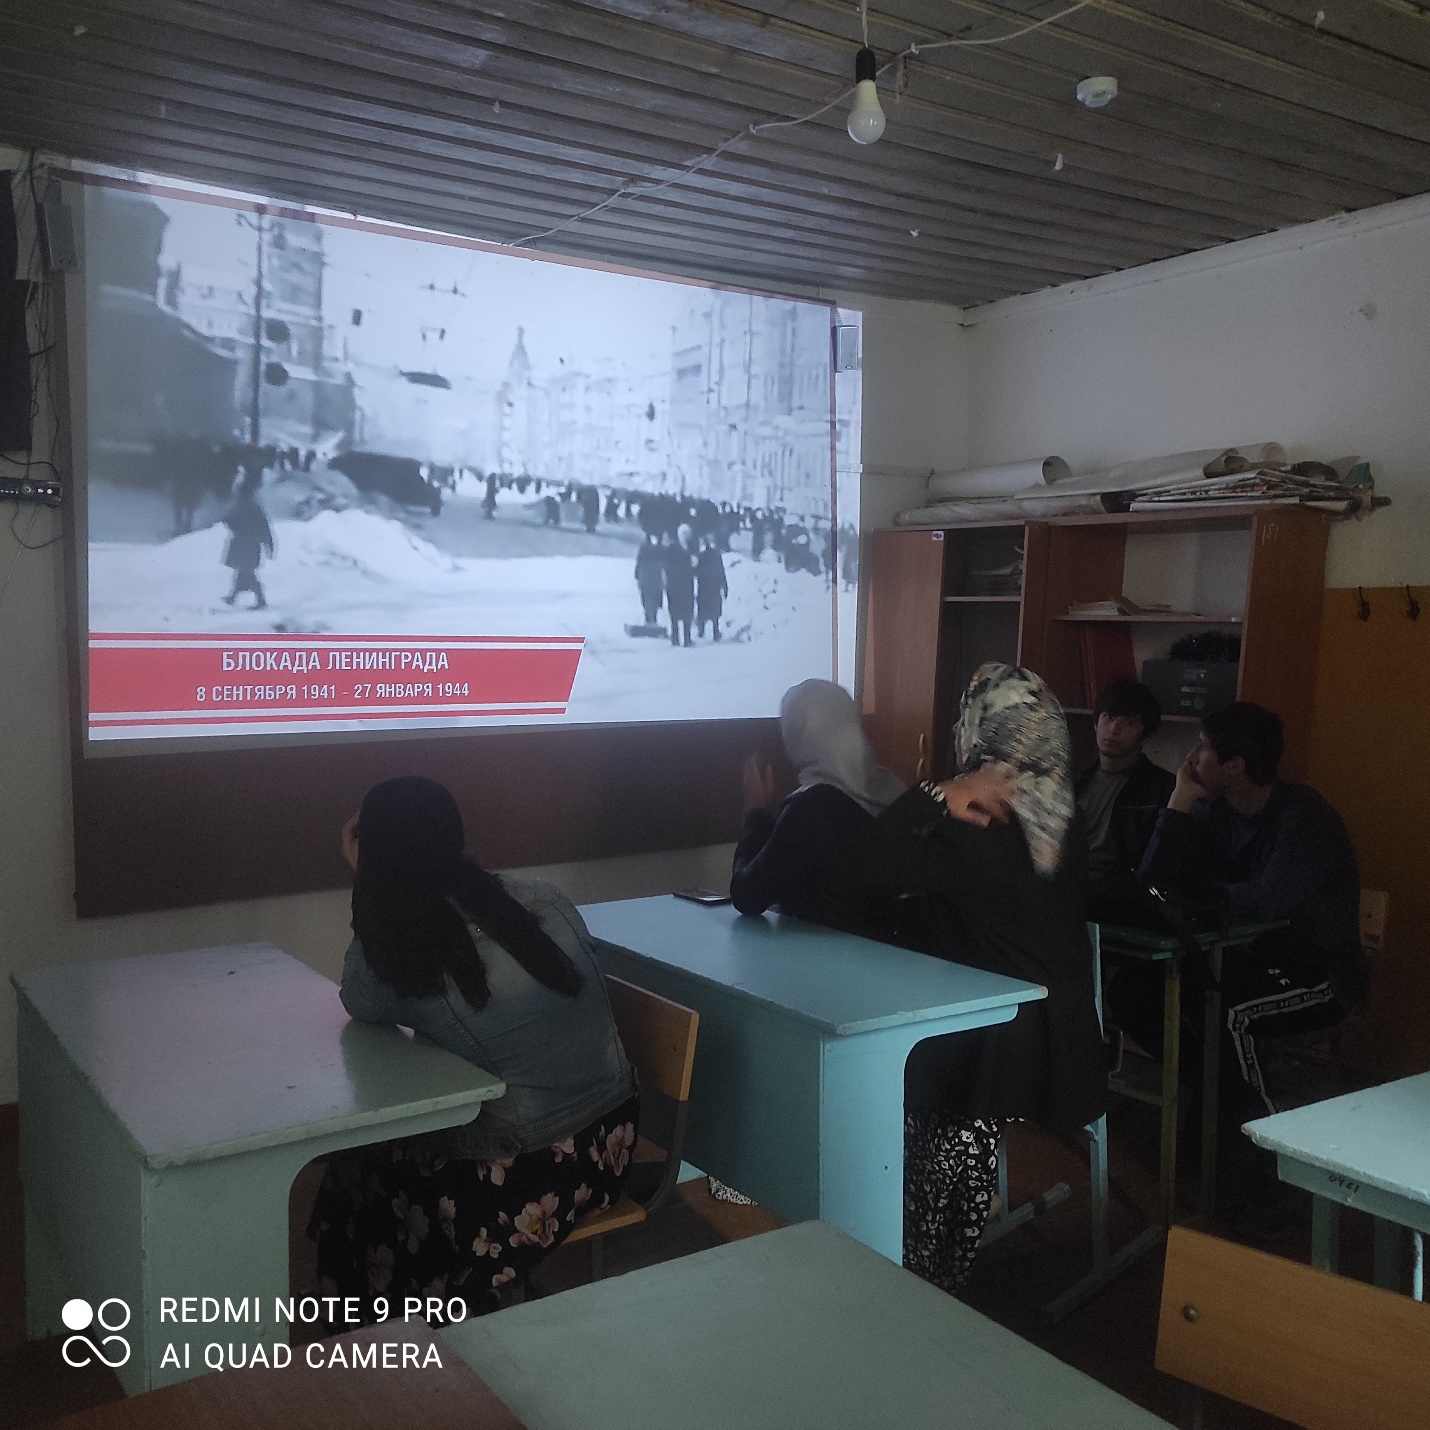 БЛОКАДА ЛЕНИНГРАДА
8 СЕНТЯБРЯ 1941 - 27 ЯНВАРЯ 1944
REDMI NOTE 9 PRO
AI QUAD CAMERA